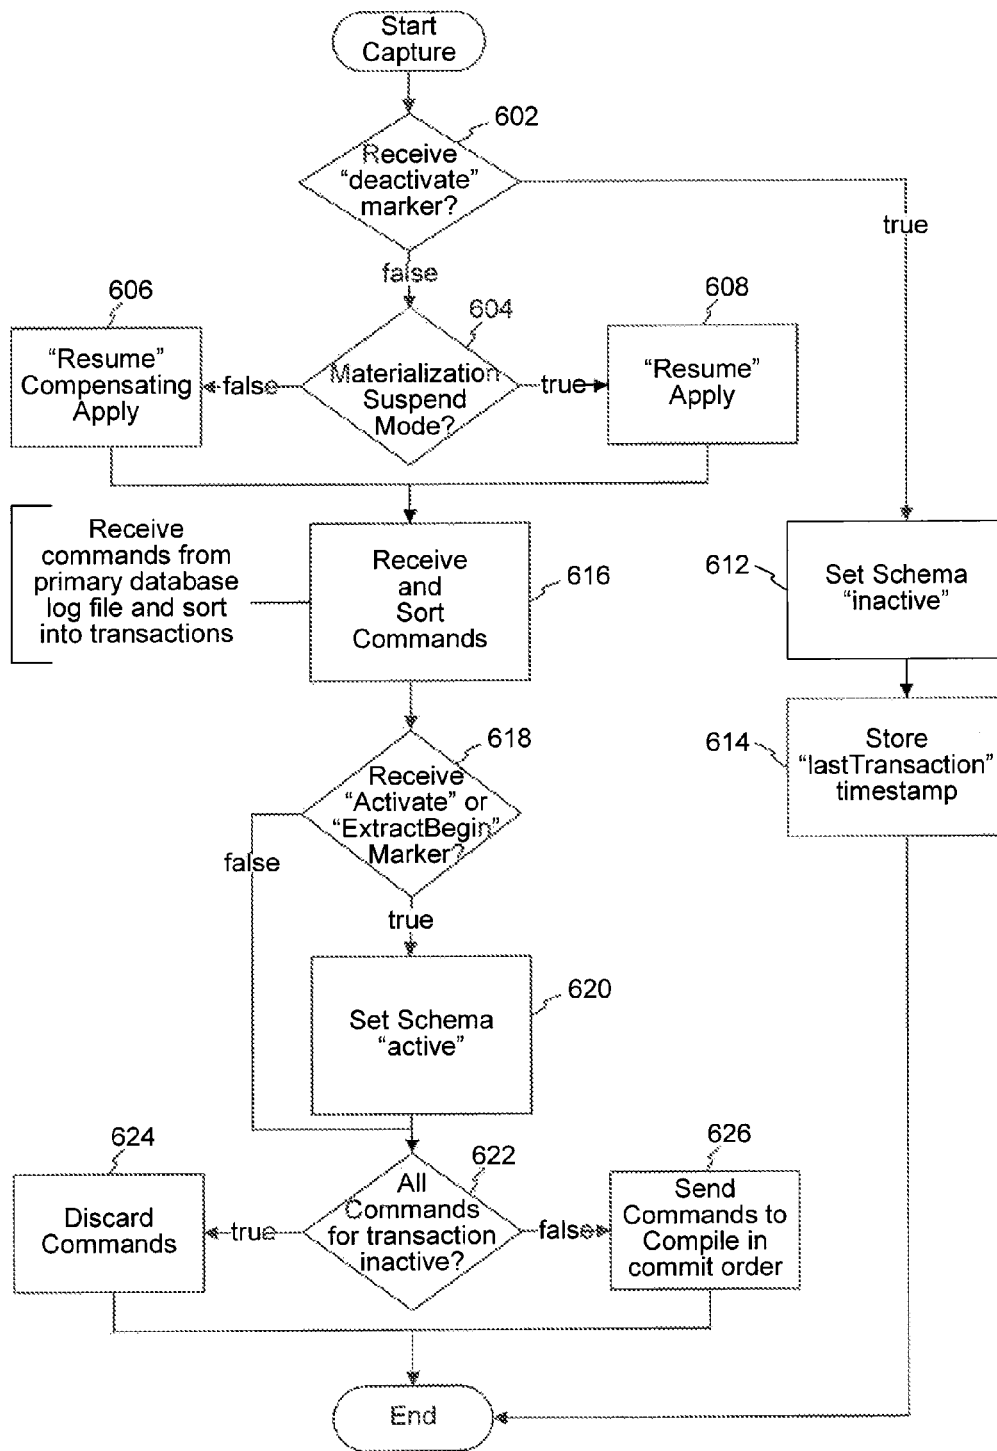 Start
Capture
602
Receive
“deactivate”
marker?
true
false
606
604
608
“Resume”
Compensating
Apply
false
Materialization
Suspend
Mode?
true
“Resume”
Apply
Receive
commands from
primary database
log file and sort
into transactions
Receive
and
Sort
Commands
616
612
Set Schema
“inactive”
618
614
Store
“lastTransaction”
timestamp
Receive
“Activate” or
“ExtractBegin”
Marker?
false
true
620
Set Schema
“active”
624
622
626
Discard
Commands
true
All
Commands
for transaction
inactive?
false
Send
Commands to
Compile in
commit order
End